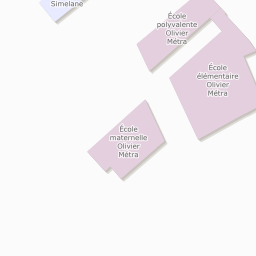 Simelane
École
polyvalente
Olivier
Métra
École
élémentaire
Olivier
Métra
École
maternelle
Olivier
Métra